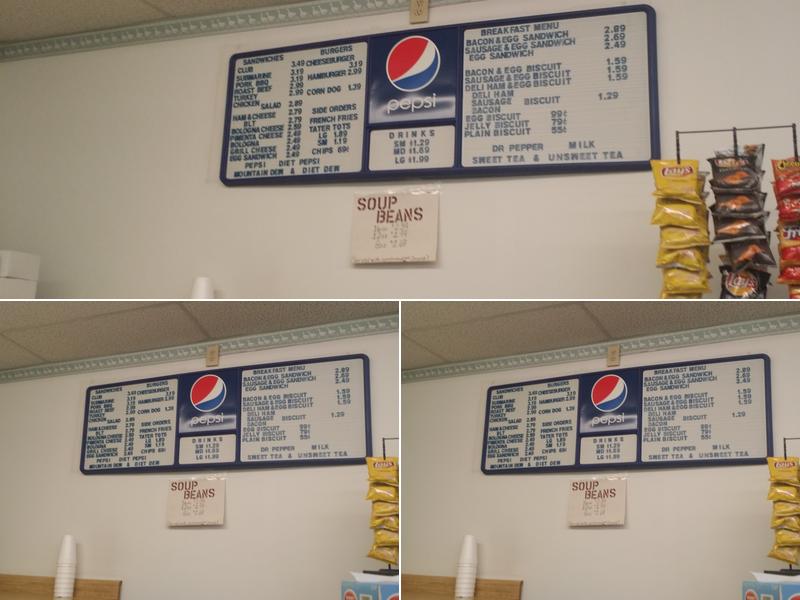 SANDWICHES
CLUB 3.49
SUBMARINE 3.19
PORK BBQ 3.19
ROAST BEEF 2.79
TURKEY 2.99
CHICKEN SALAD 2.89
HAM & CHEESE 2.79
BLT 2.79
BOLOGNA CHEESE 2.59
PIMENTA CHEESE 2.49
BOLOGNA 2.49
GRILL CHEESE 2.49
EGG SANDWICH 2.49
BURGERS
CHEESEBURGER 3.19
HAMBURGER 2.99
CORN DOG 1.39
SIDE ORDERS
FRENCH FRIES
TATER TOTS
LG 1.89
SM 1.19
CHIPS 69¢
PEPSI DIET PEPSI
MOUNTAIN DEW & DIET DEW
pepsi
DRINKS
SM $1.29
MD $1.69
LG $1.99
BREAKFAST MENU
BACON & EGG SANDWICH 2.89
SAUSAGE & EGG SANDWICH 2.69
EGG SANDWICH 2.49
BACON & EGG BISCUIT 1.59
SAUSAGE & EGG BISCUIT 1.59
DELI HAM & EGG BISCUIT 1.59
DELI HAM
SAUSAGE BISCUIT 1.29
BACON
EGG BISCUIT 99¢
JELLY BISCUIT 79¢
PLAIN BISCUIT 55¢
DR PEPPER MILK
SWEET TEA & UNSWEET TEA
SOUP
BEANS
Lay's
Lay's